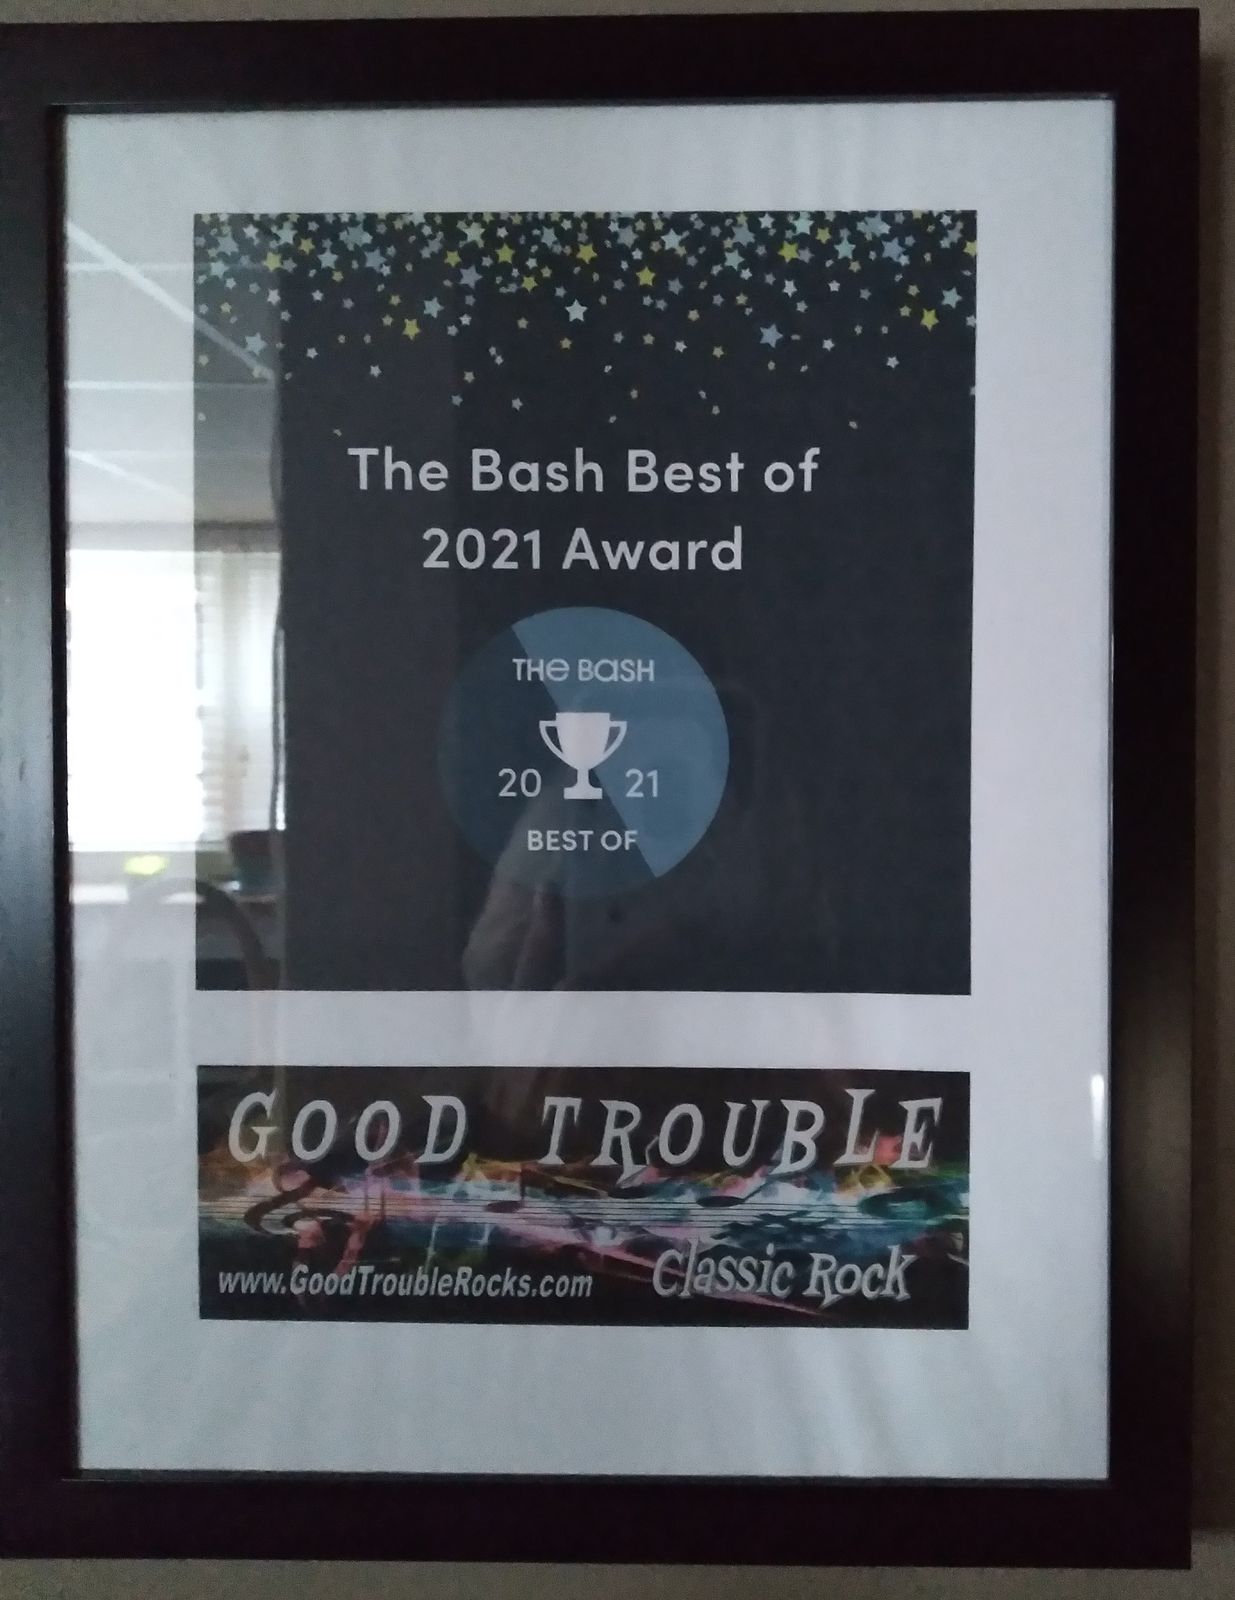 The Bash Best of
2021 Award
THE BASH
20 21
BEST OF
GOOD TROUBLE
www.GoodTroubleRocks.com
Classic Rock